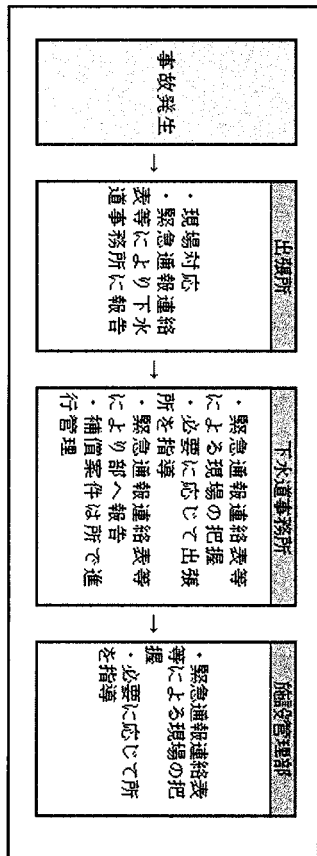 事故発生
↓
出張所
・現場対応
・緊急通報連絡
表等により下水
道事務所に報告
↓
下水道事務所
・緊急通報連絡表等
による現場の把握
・必要に応じて出張
所を指導
・緊急通報連絡表等
により部へ報告
・補償案件は所で進
行管理
↓
施設管理部
・緊急通報連絡表
等による現場の把
握
・必要に応じて所
を指導